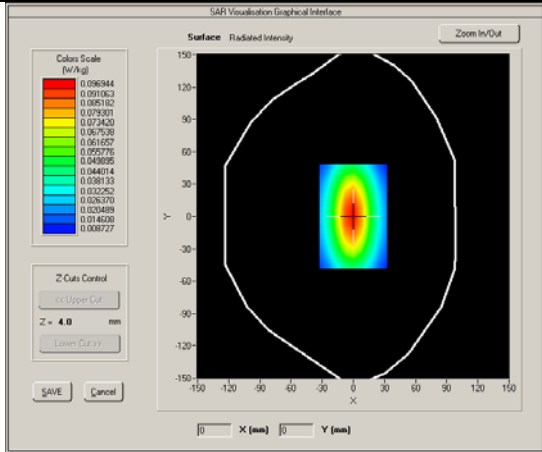 SAR Visualisation Graphical Interface
Surface Radiated Intensity
Zoom In/Out
Colors Scale
(W/kg)
0.096944
0.091063
0.085182
0.079301
0.073420
0.067538
0.061657
0.055776
0.049895
0.044014
0.038133
0.032252
0.026370
0.020489
0.014608
0.008727
Z-Cuts Control
<< Upper Cut
Z = 4.0 mm
Lower Cut >>
SAVE Cancel
150-
120-
90-
60-
30-
0-
-30-
-60-
-90-
-120-
-150-
Y
-150 -120 -90 -60 -30 0 30 60 90 120 150
X
0 X (mm) 0 Y (mm)